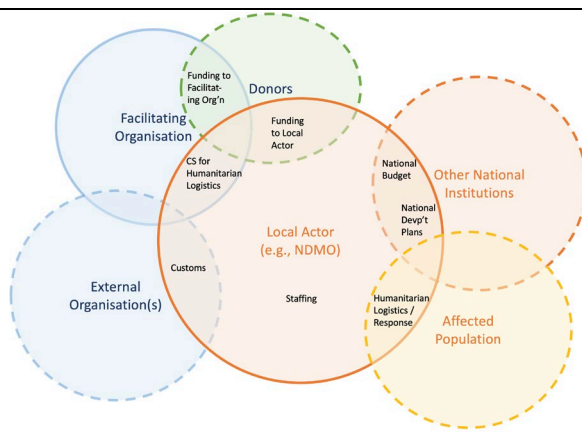 Funding to
Facilitat-
ing Org'n
Donors
Facilitating
Organisation
Funding
to Local
Actor
CS for
Humanitarian
Logistics
National
Budget
Other National
Institutions
National
Devp't
Plans
Local Actor
(e.g., NDMO)
Customs
External
Organisation(s)
Staffing
Humanitarian
Logistics /
Response
Affected
Population